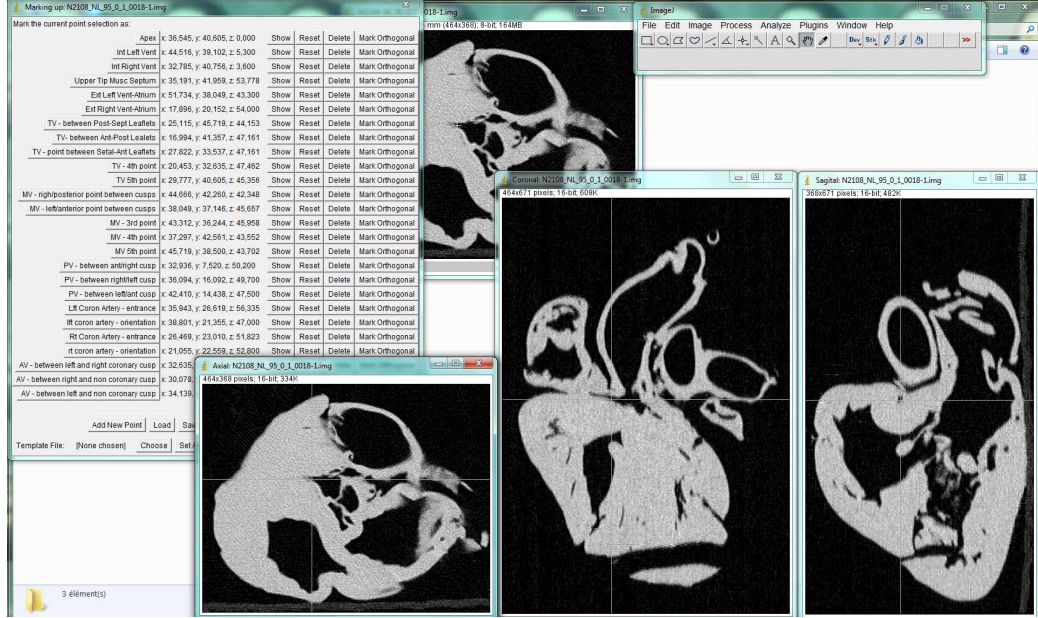 Marking up: N2108_NL_95_0_1_0018-1.img
Mark the current point selection as:
Apex x: 36,545, y: 40,605, z: 0,000 Show Reset Delete Mark Orthogonal
Int Left Vent x: 44,516, y: 39,102, z: 5,300 Show Reset Delete Mark Orthogonal
Int Right Vent x: 32,785, y: 40,756, z: 3,600 Show Reset Delete Mark Orthogonal
Upper Tip Musc Septum x: 35,191, y: 41,959, z: 53,778 Show Reset Delete Mark Orthogonal
Ext Left Vent-Atrium x: 51,734, y: 38,049, z: 43,300 Show Reset Delete Mark Orthogonal
Ext Right Vent-Atrium x: 17,896, y: 20,152, z: 54,000 Show Reset Delete Mark Orthogonal
TV - between Post-Sept Leaflets x: 25,115, y: 45,719, z: 44,153 Show Reset Delete Mark Orthogonal
TV- between Ant-Post Lealets x: 16,994, y: 41,357, z: 47,161 Show Reset Delete Mark Orthogonal
TV - point between Setal-Ant Leaflets x: 27,822, y: 33,537, z: 47,161 Show Reset Delete Mark Orthogonal
TV - 4th point x: 20,453, y: 32,635, z: 47,462 Show Reset Delete Mark Orthogonal
TV 5th point x: 29,777, y: 40,605, z: 45,356 Show Reset Delete Mark Orthogonal
MV - righ/posterior point between cusps x: 44,666, y: 42,260, z: 42,348 Show Reset Delete Mark Orthogonal
MV - left/anterior point between cusps x: 38,049, y: 37,146, z: 45,657 Show Reset Delete Mark Orthogonal
MV - 3rd point x: 43,312, y: 36,244, z: 45,958 Show Reset Delete Mark Orthogonal
MV - 4th point x: 37,297, y: 42,561, z: 43,552 Show Reset Delete Mark Orthogonal
MV 5th point x: 45,719, y: 38,500, z: 43,702 Show Reset Delete Mark Orthogonal
PV - between ant/right cusp x: 32,936, y: 7,520, z: 50,200 Show Reset Delete Mark Orthogonal
PV - between right/left cusp x: 36,094, y: 16,092, z: 49,700 Show Reset Delete Mark Orthogonal
PV - between left/ant cusp x: 42,410, y: 14,438, z: 47,500 Show Reset Delete Mark Orthogonal
Lft Coron Artery - entrance x: 35,943, y: 26,619, z: 56,335 Show Reset Delete Mark Orthogonal
lft coron artery - orientation x: 38,801, y: 21,355, z: 47,000 Show Reset Delete Mark Orthogonal
Rt Coron Artery - entrance x: 26,469, y: 23,010, z: 51,823 Show Reset Delete Mark Orthogonal
rt coron artery - orientation x: 21,055, y: 22,559, z: 52,800 Show Reset Delete Mark Orthogonal
AV - between left and right coronary cusp x: 32,635,
AV - between right and non coronary cusp x: 30,078,
AV - between left and non coronary cusp x: 34,139,
Add New Point Load Sav
Template File: [None chosen] Choose Set A
3 élément(s)
018-1.img
mm (464x368); 8-bit; 164MB
ImageJ
File Edit Image Process Analyze Plugins Window Help
A Dev Stk >>
Axial: N2108_NL_95_0_1_0018-1.img
464x368 pixels; 16-bit; 334K
Coronal: N2108_NL_95_0_1_0018-1.img
464x671 pixels; 16-bit; 608K
Sagital: N2108_NL_95_0_1_0018-1.img
368x671 pixels; 16-bit; 482K